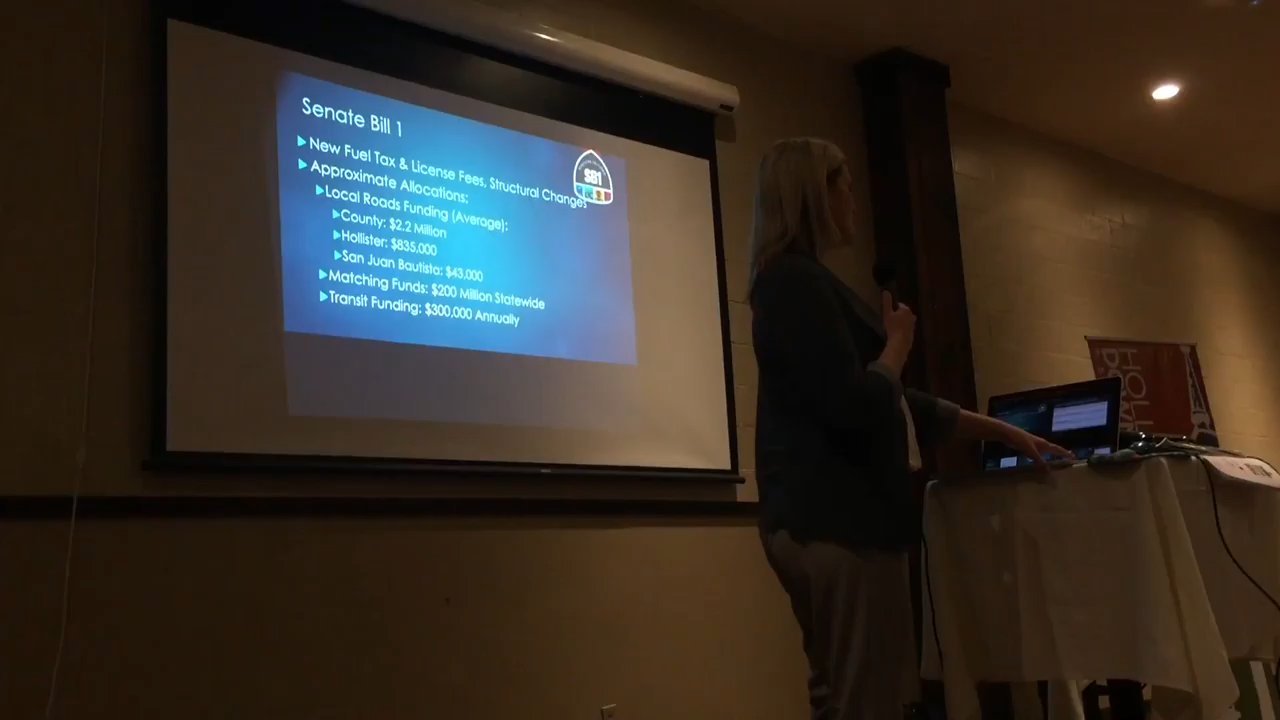 Senate Bill 1
New Fuel Tax & License Fees, Structural Changes
SB1
Approximate Allocations:
Local Roads Funding (Average):
County: $2.2 Million
Hollister: $835,000
San Juan Bautista: $43,000
Matching Funds: $200 Million Statewide
Transit Funding: $300,000 Annually